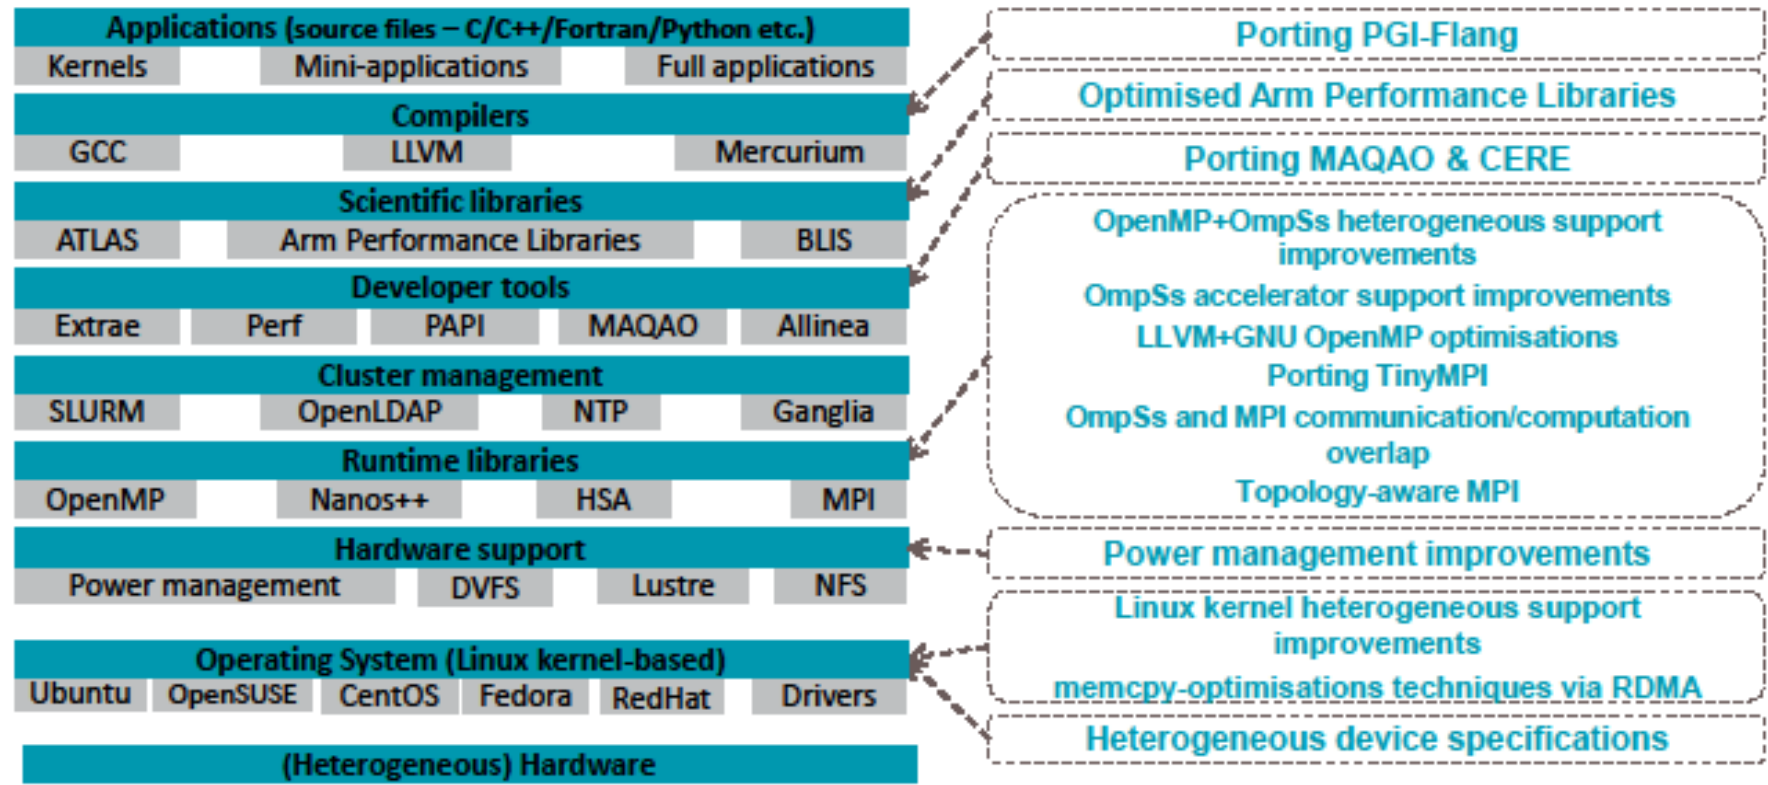 Applications (source files – C/C++/Fortran/Python etc.)
Kernels Mini-applications Full applications
Compilers
GCC LLVM Mercurium
Scientific libraries
ATLAS Arm Performance Libraries BLIS
Developer tools
Extrae Perf PAPI MAQAO Allinea
Cluster management
SLURM OpenLDAP NTP Ganglia
Runtime libraries
OpenMP Nanos++ HSA MPI
Hardware support
Power management DVFS Lustre NFS
Operating System (Linux kernel-based)
Ubuntu OpenSUSE CentOS Fedora RedHat Drivers
(Heterogeneous) Hardware
Porting PGI-Flang
Optimised Arm Performance Libraries
Porting MAQAO & CERE
OpenMP+OmpSs heterogeneous support
improvements
OmpSs accelerator support improvements
LLVM+GNU OpenMP optimisations
Porting TinyMPI
OmpSs and MPI communication/computation
overlap
Topology-aware MPI
Power management improvements
Linux kernel heterogeneous support
improvements
memcpy-optimisations techniques via RDMA
Heterogeneous device specifications